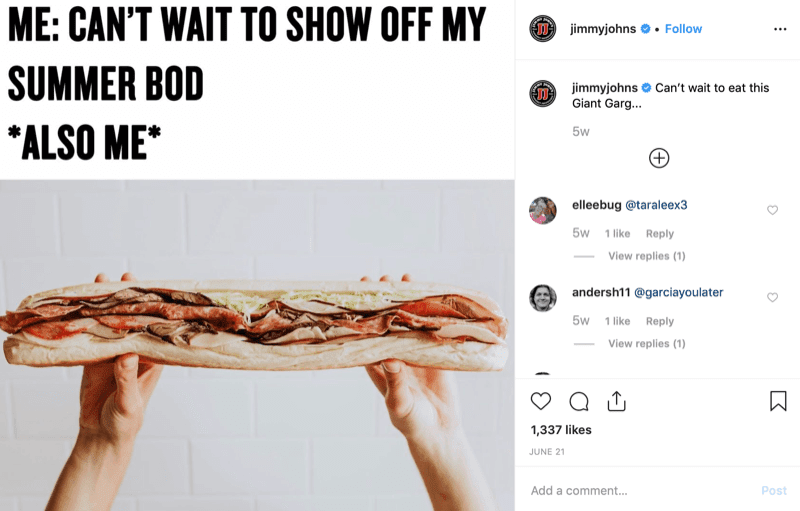 ME: CAN'T WAIT TO SHOW OFF MY
SUMMER BOD
*ALSO ME*
JJ
jimmyjohns • Follow
JJ
jimmyjohns Can't wait to eat this
Giant Garg...
5w
elleebug @taraleex3
5w 1 like Reply
View replies (1)
andersh11 @garciayoulater
5w 1 like Reply
View replies (1)
1,337 likes
JUNE 21
Add a comment... Post